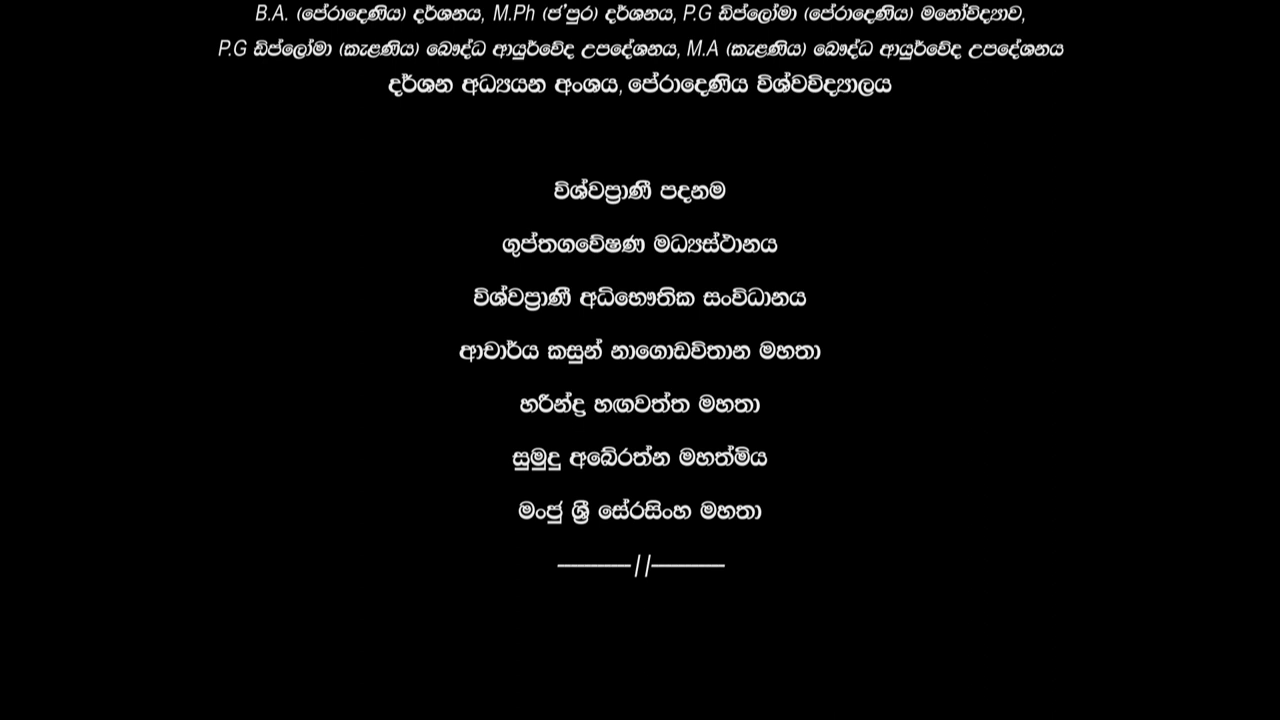 B.A. (පේරාදෙණිය) දර්ශනය, M.Ph (ජ'පුර) දර්ශනය, P.G ඩිප්ලෝමා (පේරාදෙණිය) මනෝවිද්‍යාව,
P.G ඩිප්ලෝමා (කැළණිය) බෞද්ධ ආයුර්වේද උපදේශනය, M.A (කැළණිය) බෞද්ධ ආයුර්වේද උපදේශනය
දර්ශන අධ්‍යයන අංශය, පේරාදෙණිය විශ්වවිද්‍යාලය
විශ්වප්‍රාණී පදනම
ගුප්තගවේෂණ මධ්‍යස්ථානය
විශ්වප්‍රාණී අධිභෞතික සංවිධානය
ආචාර්ය කසුන් නාගොඩවිතාන මහතා
හරීන්ද්‍ර හඟවත්ත මහතා
සුමුදු අබේරත්න මහත්මිය
මංජු ශ්‍රී සේරසිංහ මහතා
————//————